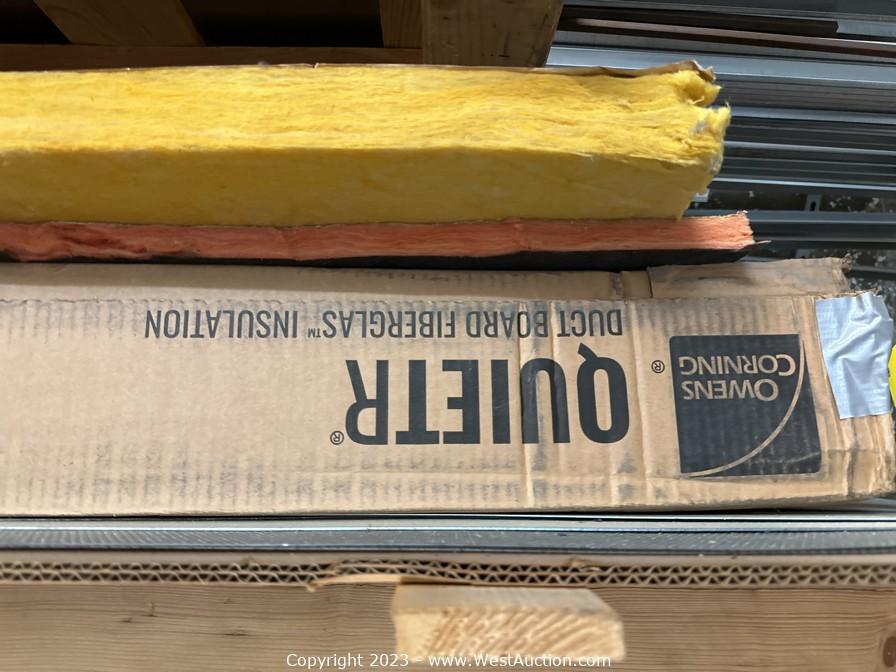 OWENS
CORNING
QUIETR®
DUCT BOARD FIBERGLAS™ INSULATION
Copyright 2023 - www.WestAuction.com